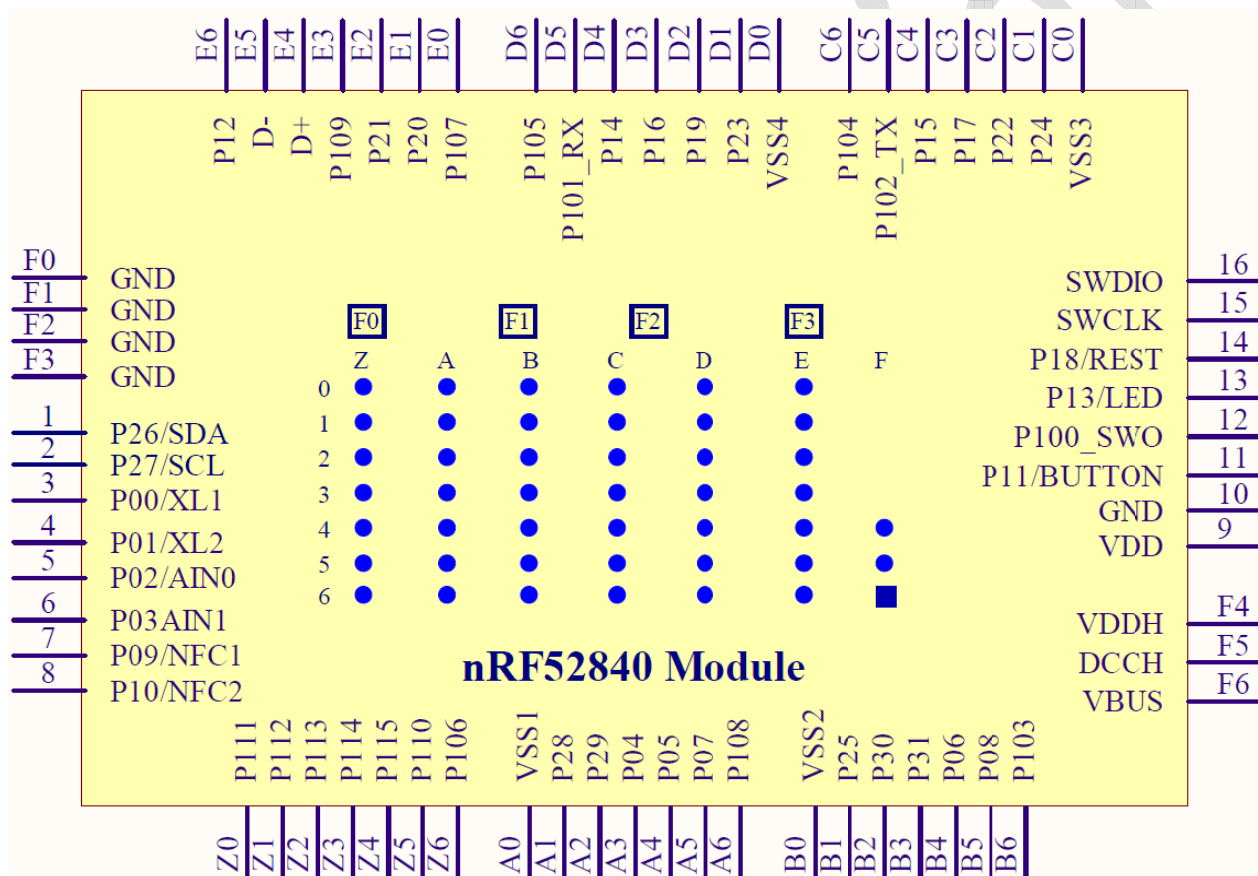 E6 E5 E4 E3 E2 E1 E0 D6 D5 D4 D3 D2 D1 D0 C6 C5 C4 C3 C2 C1 C0
P12 D- D+ P109 P21 P20 P107 P105 P101_RX P14 P16 P19 P23 VSS4 P104 P102_TX P15 P17 P22 P24 VSS3
F0 GND
F1 GND
F2 GND
F3 GND
1 P26/SDA
2 P27/SCL
3 P00/XL1
4 P01/XL2
5 P02/AIN0
6 P03AIN1
7 P09/NFC1
8 P10/NFC2
F0 F1 F2 F3
Z A B C D E F
0
1
2
3
4
5
6
nRF52840 Module
SWDIO 16
SWCLK 15
P18/REST 14
P13/LED 13
P100_SWO 12
P11/BUTTON 11
GND 10
VDD 9
VDDH F4
DCCH F5
VBUS F6
P111 P112 P113 P114 P115 P110 P106 VSS1 P28 P29 P04 P05 P07 P108 VSS2 P25 P30 P31 P06 P08 P103
Z0 Z1 Z2 Z3 Z4 Z5 Z6 A0 A1 A2 A3 A4 A5 A6 B0 B1 B2 B3 B4 B5 B6